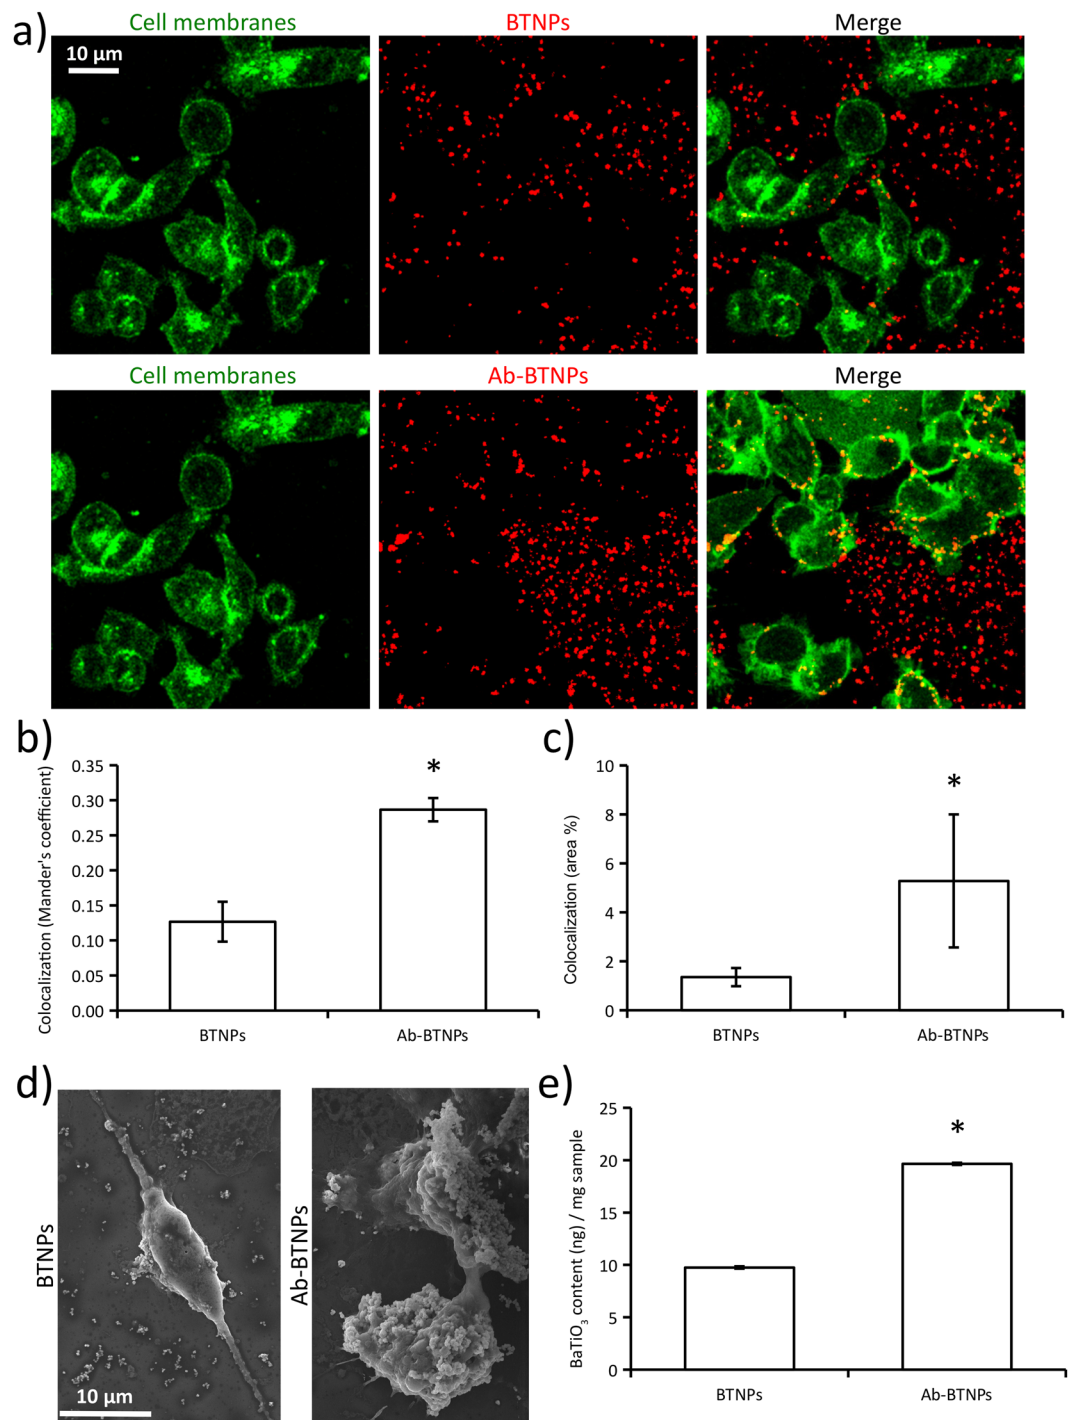 a)
Cell membranes
BTNPs
Merge
10 µm
Cell membranes
Ab-BTNPs
Merge
b)
Colocalization (Mander's coefficient)
0.35
0.30
0.25
0.20
0.15
0.10
0.05
0.00
*
BTNPs
Ab-BTNPs
c)
Colocalization (area %)
10
8
6
4
2
0
*
BTNPs
Ab-BTNPs
d)
BTNPs
10 µm
Ab-BTNPs
e)
BaTiO₃ content (ng) / mg sample
25
20
15
10
5
0
*
BTNPs
Ab-BTNPs